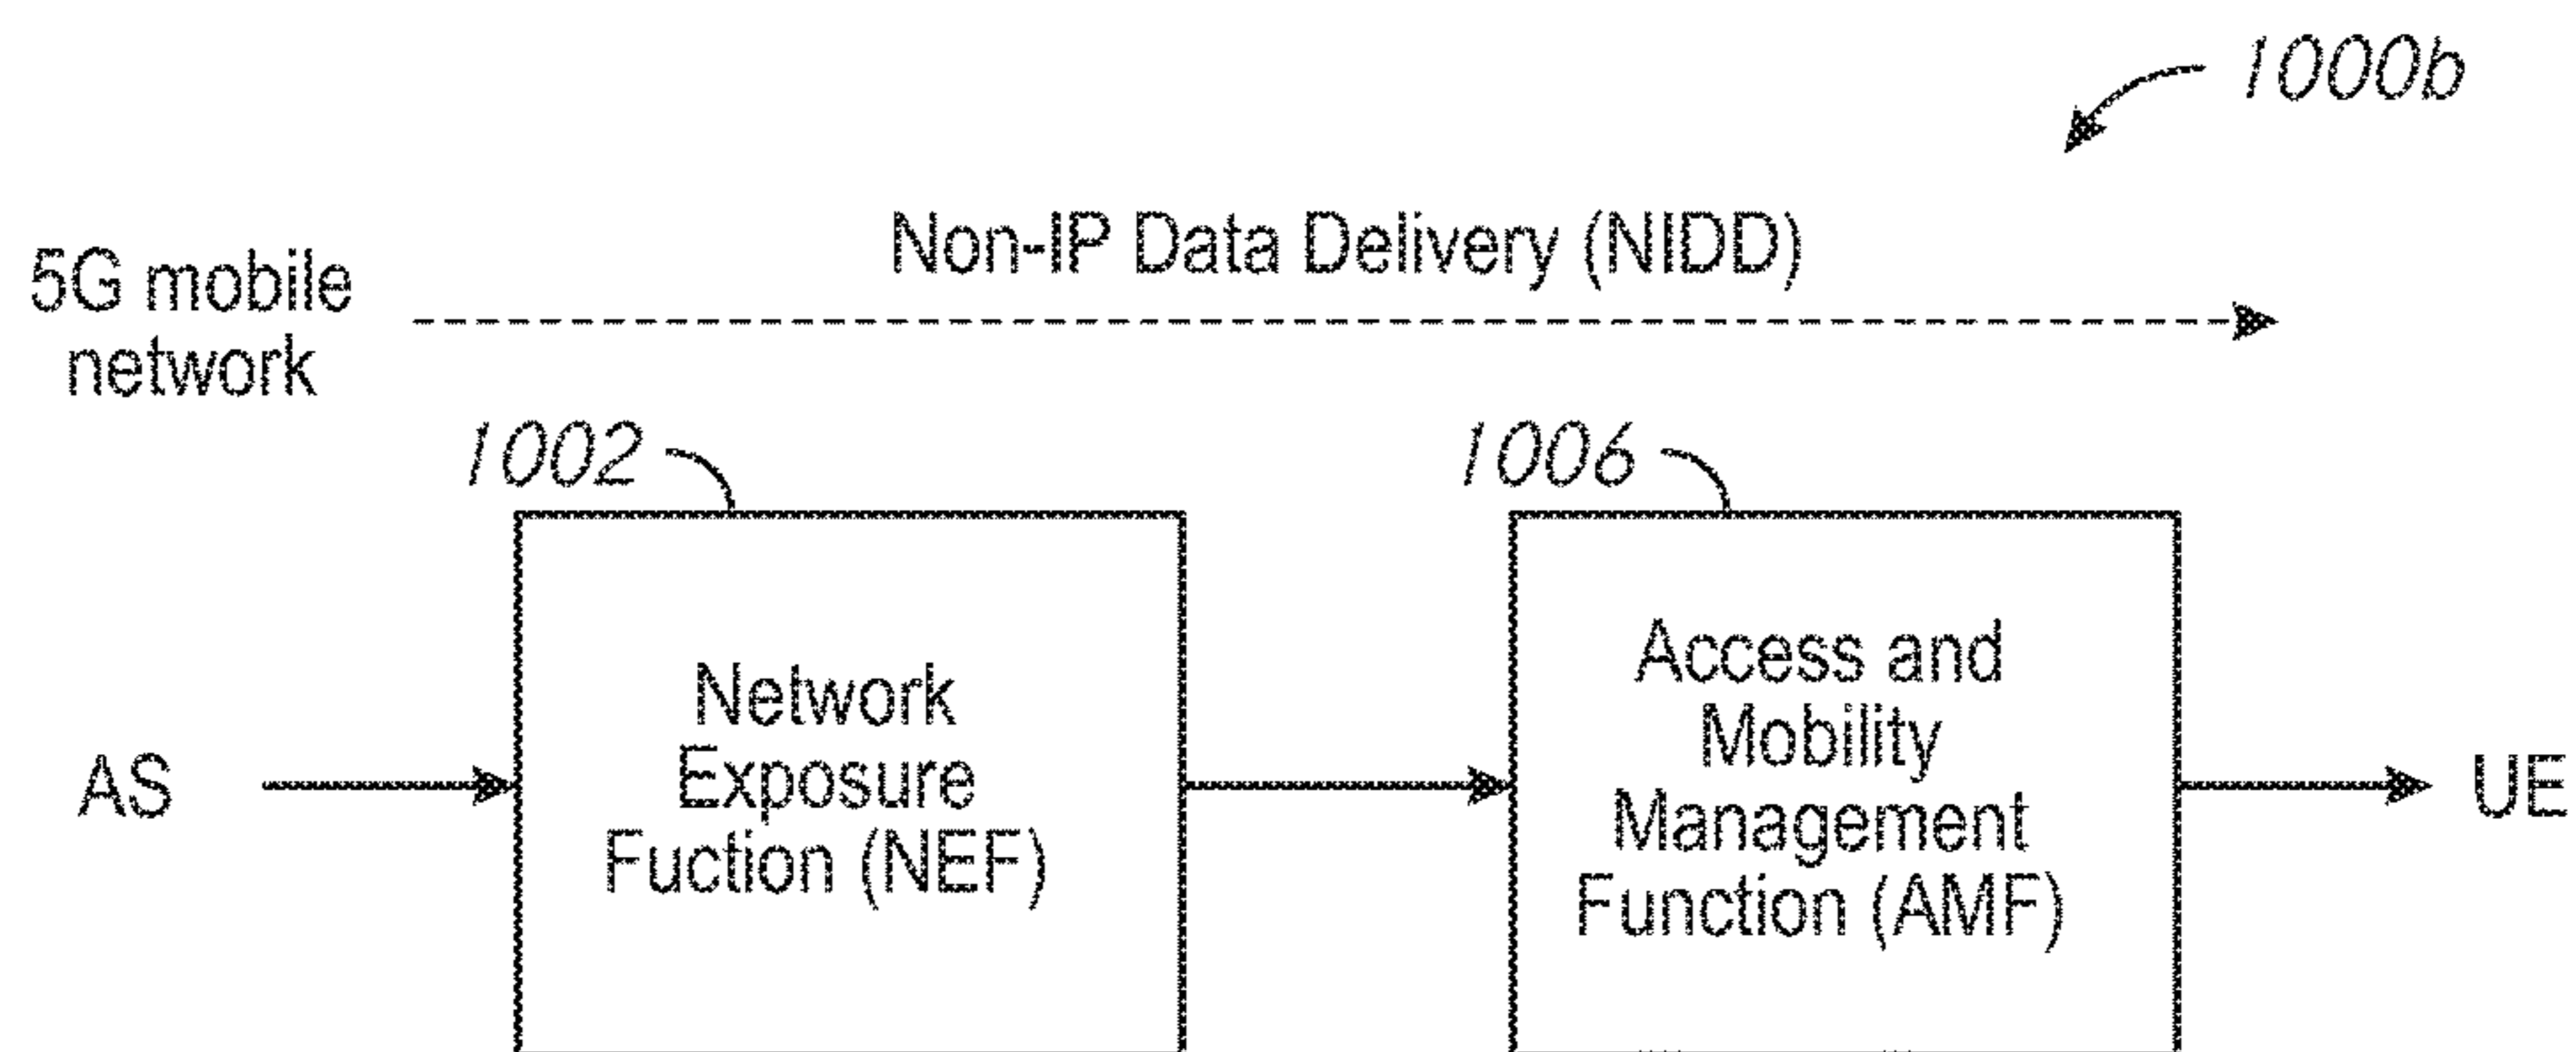 1000b
Non-IP Data Delivery (NIDD)
5G mobile
network
1002
1006
Network
Exposure
Fuction (NEF)
Access and
Mobility
Management
Function (AMF)
AS
UE